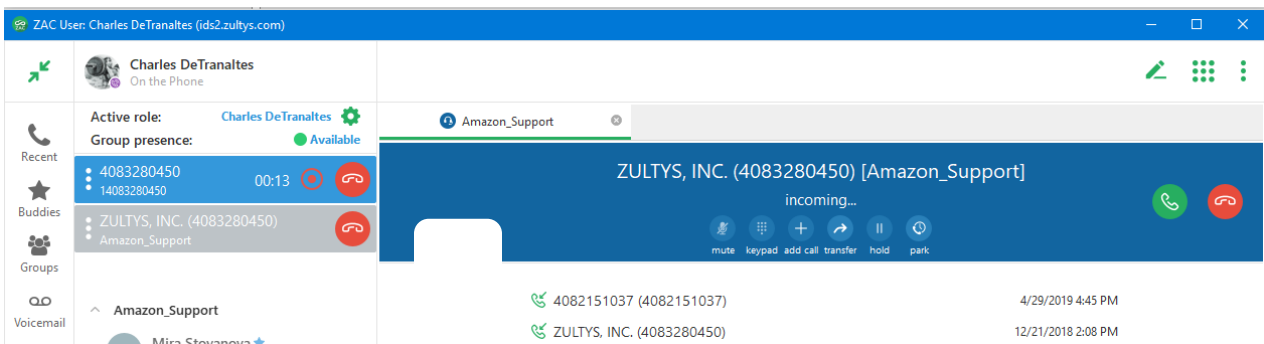 ZAC User: Charles DeTranaltes (ids2.zultys.com)
Charles DeTranaltes
On the Phone
Active role: Charles DeTranaltes
Group presence: Available
Recent
Buddies
Groups
Voicemail
4083280450
14083280450
00:13
ZULTYS, INC. (4083280450)
Amazon_Support
Amazon_Support
Mira Stoyanova
Amazon_Support
ZULTYS, INC. (4083280450) [Amazon_Support]
incoming...
mute keypad add call transfer hold park
4082151037 (4082151037) 4/29/2019 4:45 PM
ZULTYS, INC. (4083280450) 12/21/2018 2:08 PM